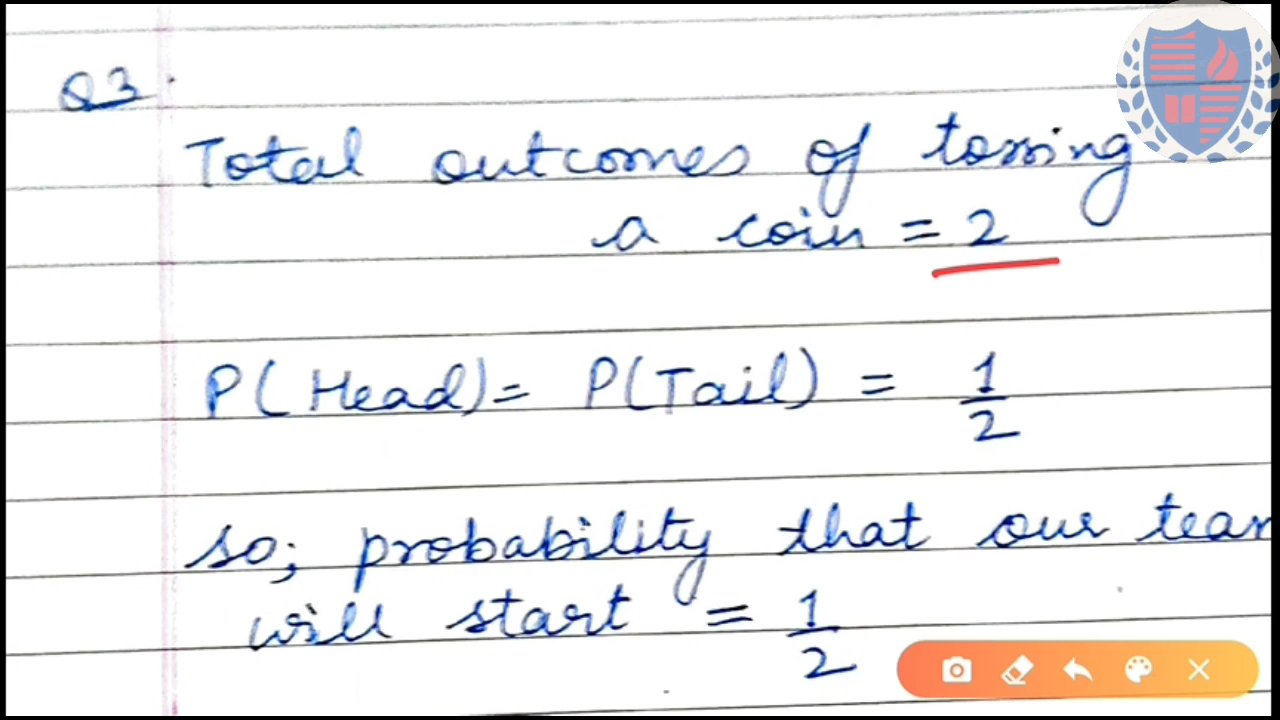 Q3.
Total outcomes of tossing
a coin = 2
P(Head) = P(Tail) = 1/2
so; probability that our team
will start = 1/2